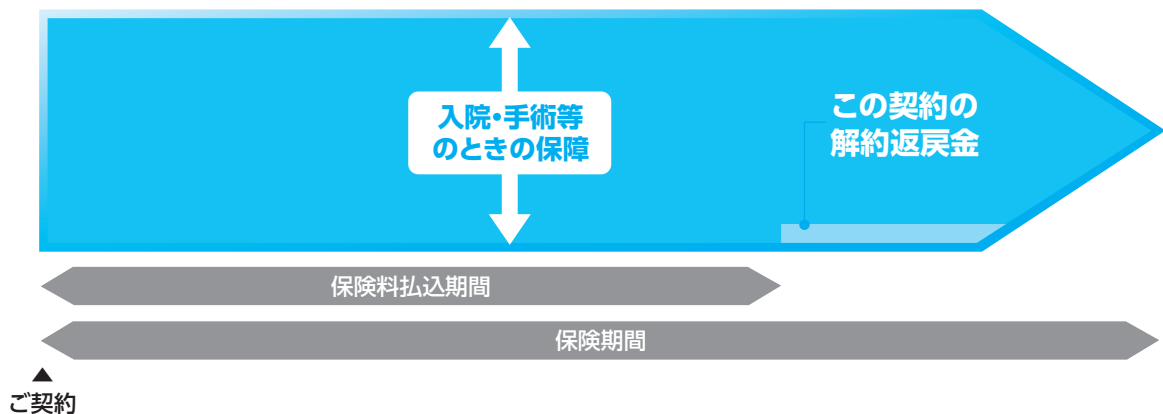 入院・手術等
のときの保障
この契約の
解約返戻金
保険料払込期間
保険期間
▲
ご契約